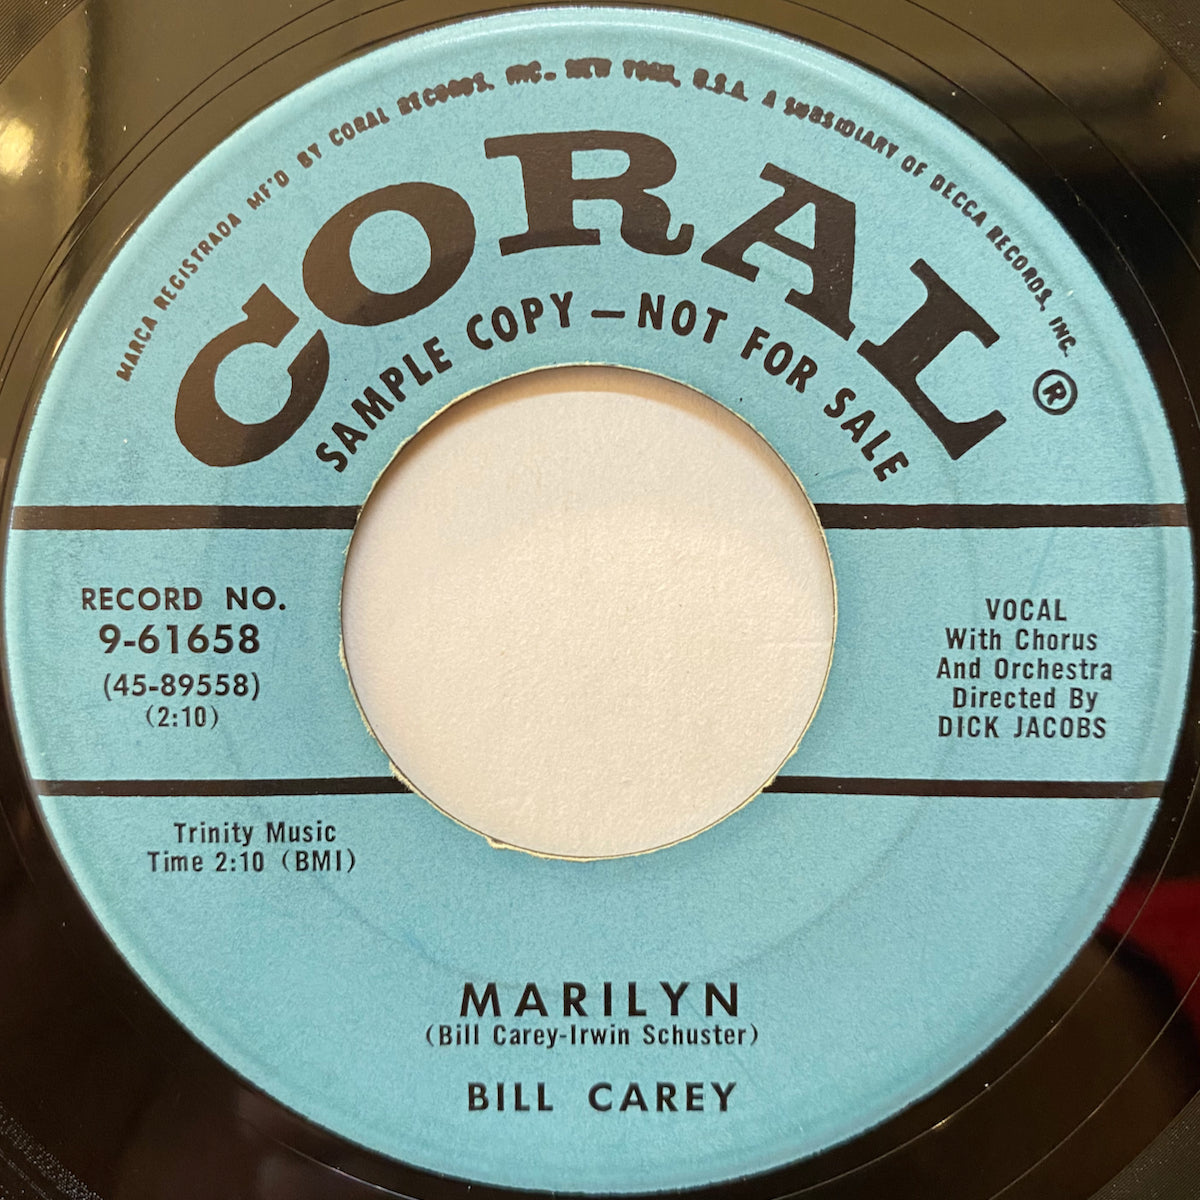 MARCA REGISTRADA MF'D BY CORAL RECORDS, INC. NEW YORK, U.S.A. A SUBSIDIARY OF DECCA RECORDS, INC.
CORAL ®
SAMPLE COPY — NOT FOR SALE
RECORD NO.
9-61658
(45-89558)
(2:10)
VOCAL
With Chorus
And Orchestra
Directed By
DICK JACOBS
Trinity Music
Time 2:10 (BMI)
MARILYN
(Bill Carey-Irwin Schuster)
BILL CAREY